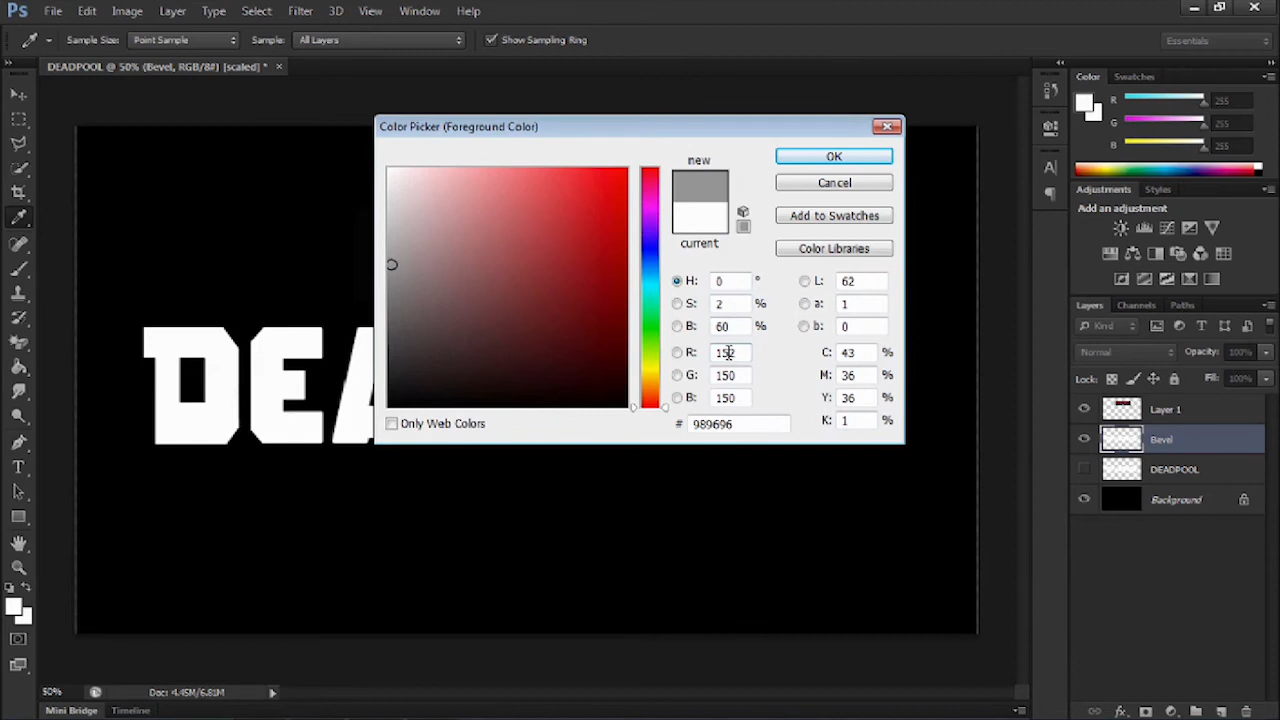 Ps File Edit Image Layer Type Select Filter 3D View Window Help
Sample Size: Point Sample Sample: All Layers Show Sampling Ring Essentials
DEADPOOL @ 50% (Bevel, RGB/8#) [scaled] * ×
Color Swatches
R 255
G 255
B 255
Adjustments Styles
Add an adjustment
Layers Channels Paths
Kind
Normal Opacity: 100%
Lock: Fill: 100%
Layer 1
Bevel
DEADPOOL
Background
Color Picker (Foreground Color)
new
current
OK
Cancel
Add to Swatches
Color Libraries
H: 0 ° L: 62
S: 2 % a: 1
B: 60 % b: 0
R: 152 C: 43 %
G: 150 M: 36 %
B: 150 Y: 36 %
# 989696 K: 1 %
Only Web Colors
DEA
50% Doc: 4.45M/6.81M
Mini Bridge Timeline